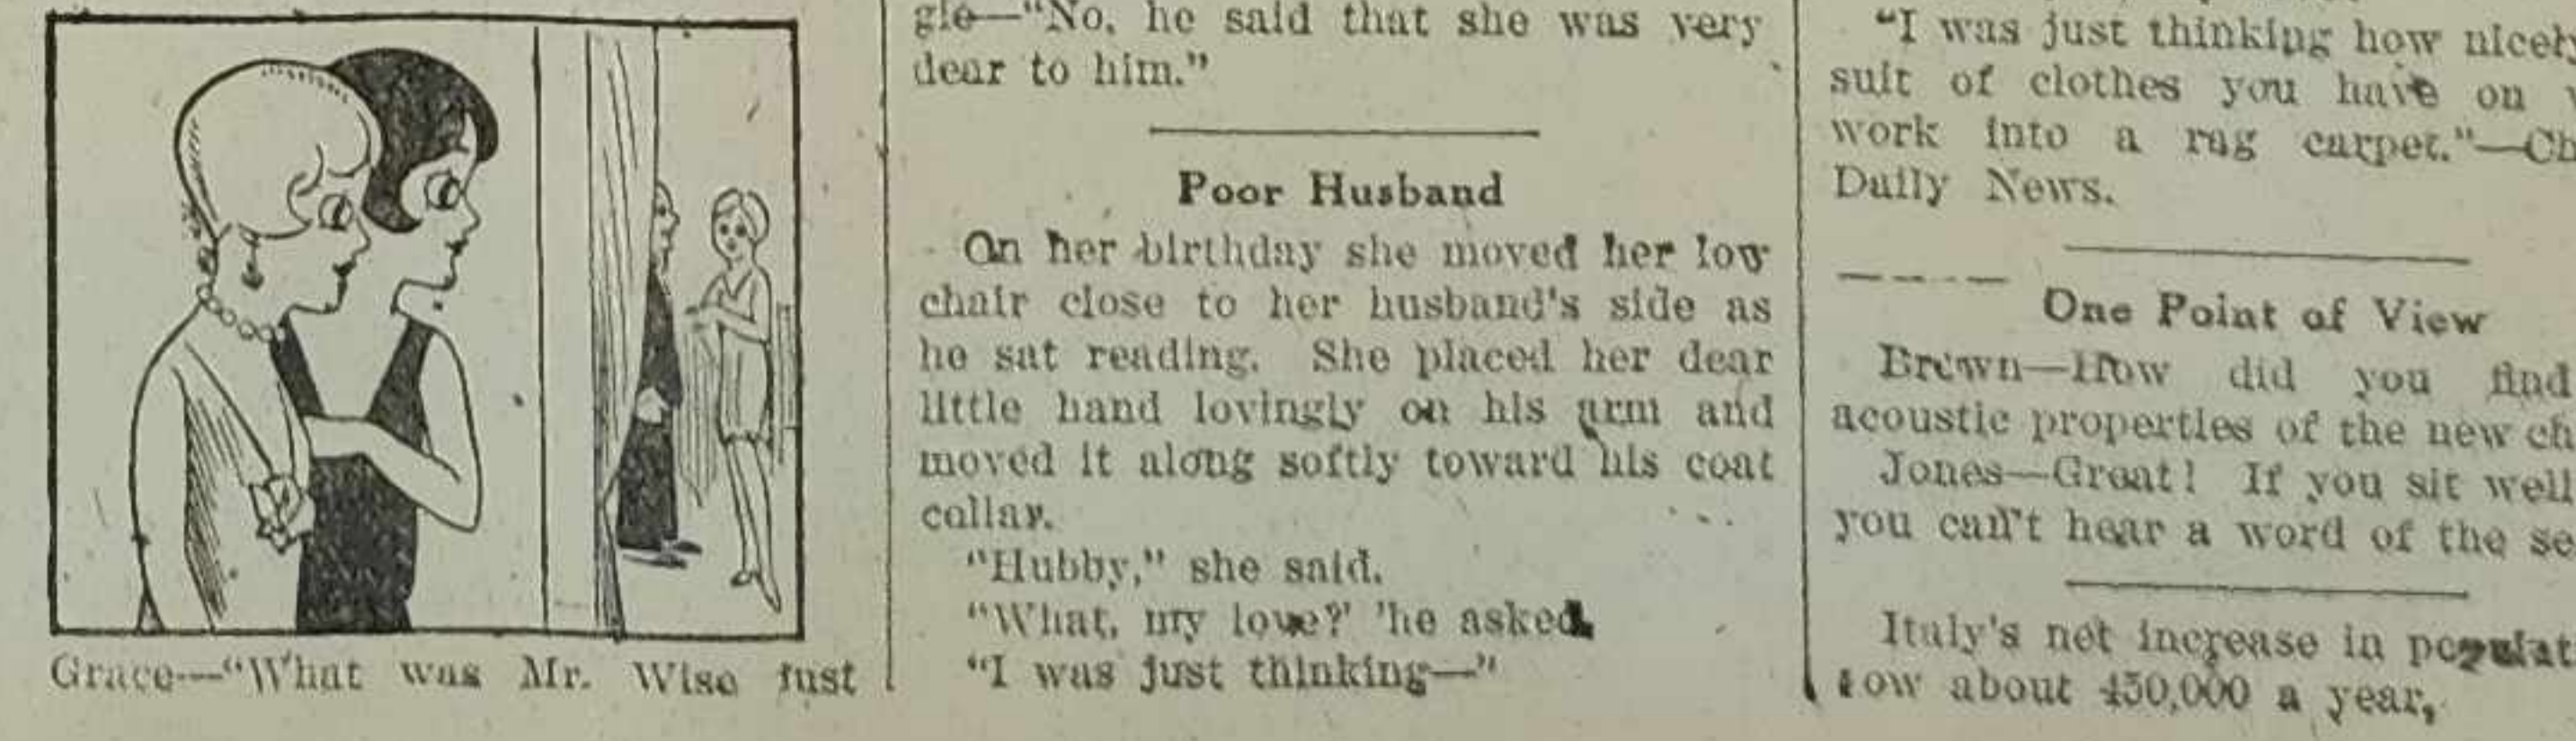 Grace—"What was Mr. Wise just
gle—"No, he said that she was very
dear to him."
Poor Husband
On her birthday she moved her low
chair close to her husband's side as
he sat reading. She placed her dear
little hand lovingly on his arm and
moved it along softly toward his coat
collar.
"Hubby," she said.
"What, my love?' 'he asked.
"I was just thinking—"
"I was just thinking how nicely
suit of clothes you have on
work into a rag carpet."—Ch
Daily News.
One Point of View
Brown—How did you find
acoustic properties of the new ch
Jones—Great! If you sit well
you can't hear a word of the se
Italy's net increase in populat
now about 450,000 a year,